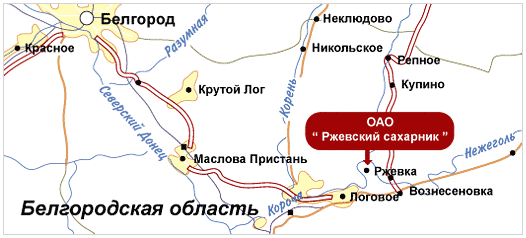 Белгород
Неклюдово
Разумная
Красное
Никольское
Репное
Крутой Лог
Купино
Северский Донец
Корень
ОАО
“ Ржевский сахарник ”
Нежеголь
Маслова Пристань
Ржевка
Короча
Логовое
Вознесеновка
Белгородская область